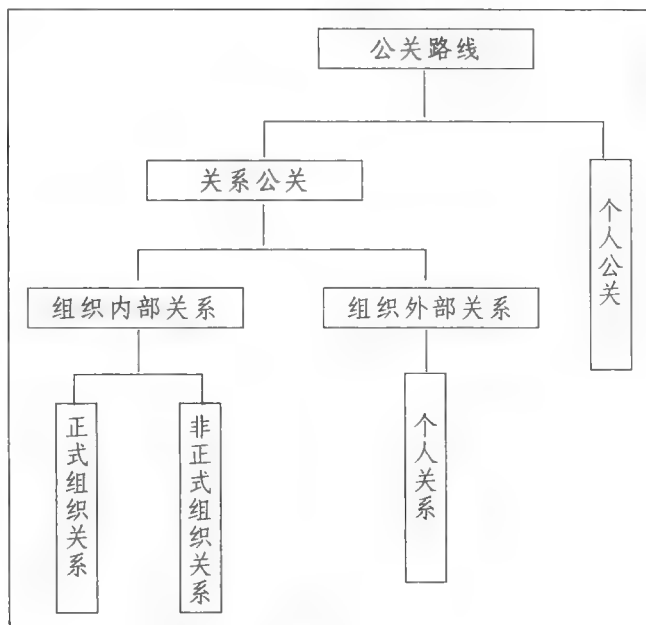 公关路线
关系公关
个人公关
组织内部关系
组织外部关系
正式组织关系
非正式组织关系
个人关系